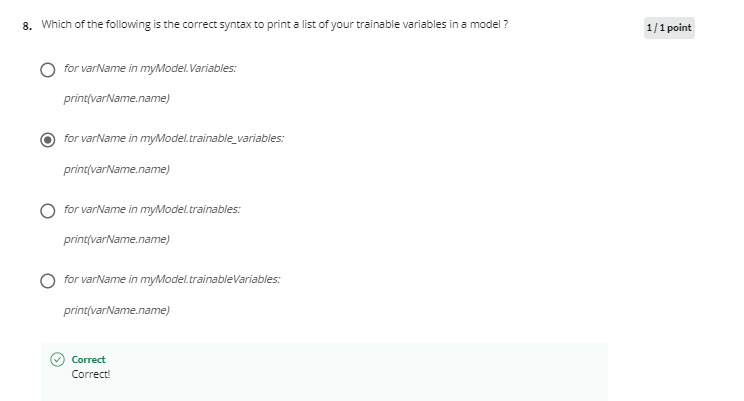 8. Which of the following is the correct syntax to print a list of your trainable variables in a model ?
1 / 1 point
for varName in myModel.Variables:
print(varName.name)
for varName in myModel.trainable_variables:
print(varName.name)
for varName in myModel.trainables:
print(varName.name)
for varName in myModel.trainableVariables:
print(varName.name)
Correct
Correct!